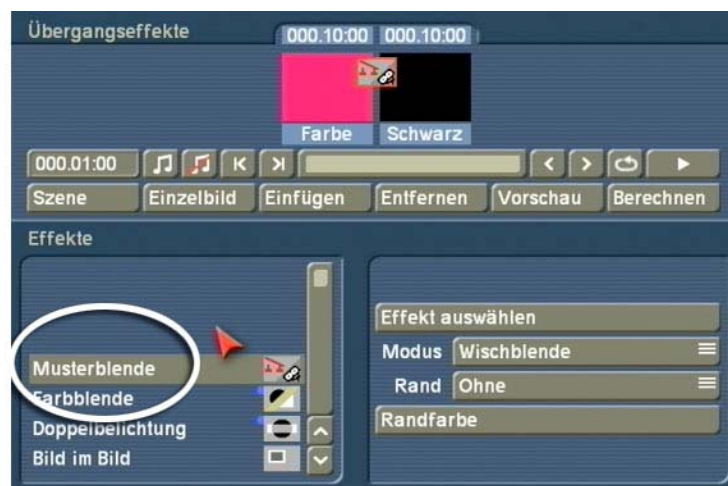 Übergangseffekte
000.10:00 000.10:00
Farbe Schwarz
000.01:00
Szene Einzelbild Einfügen Entfernen Vorschau Berechnen
Effekte
Effekt auswählen
Modus Wischblende
Musterblende
Rand Ohne
Farbblende
Randfarbe
Doppelbelichtung
Bild im Bild